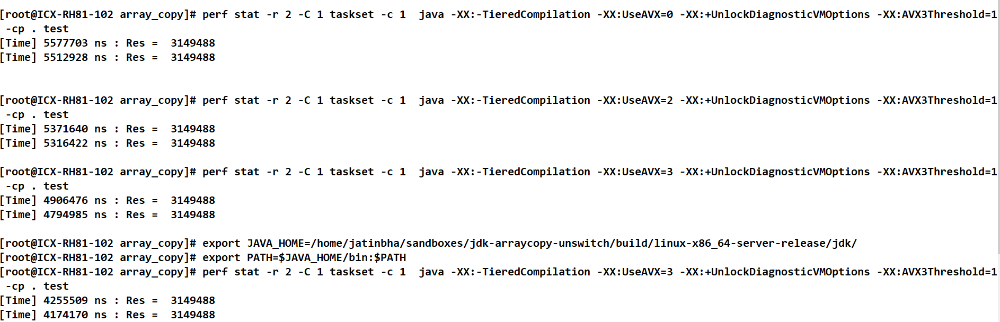 [root@ICX-RH81-102 array_copy]# perf stat -r 2 -C 1 taskset -c 1  java -XX:-TieredCompilation -XX:UseAVX=0 -XX:+UnlockDiagnosticVMOptions -XX:AVX3Threshold=1
 -cp . test
[Time] 5577703 ns : Res =  3149488
[Time] 5512928 ns : Res =  3149488
[root@ICX-RH81-102 array_copy]# perf stat -r 2 -C 1 taskset -c 1  java -XX:-TieredCompilation -XX:UseAVX=2 -XX:+UnlockDiagnosticVMOptions -XX:AVX3Threshold=1
 -cp . test
[Time] 5371640 ns : Res =  3149488
[Time] 5316422 ns : Res =  3149488
[root@ICX-RH81-102 array_copy]# perf stat -r 2 -C 1 taskset -c 1  java -XX:-TieredCompilation -XX:UseAVX=3 -XX:+UnlockDiagnosticVMOptions -XX:AVX3Threshold=1
 -cp . test
[Time] 4906476 ns : Res =  3149488
[Time] 4794985 ns : Res =  3149488
[root@ICX-RH81-102 array_copy]# export JAVA_HOME=/home/jatinbha/sandboxes/jdk-arraycopy-unswitch/build/linux-x86_64-server-release/jdk/
[root@ICX-RH81-102 array_copy]# export PATH=$JAVA_HOME/bin:$PATH
[root@ICX-RH81-102 array_copy]# perf stat -r 2 -C 1 taskset -c 1  java -XX:-TieredCompilation -XX:UseAVX=3 -XX:+UnlockDiagnosticVMOptions -XX:AVX3Threshold=1
 -cp . test
[Time] 4255509 ns : Res =  3149488
[Time] 4174170 ns : Res =  3149488